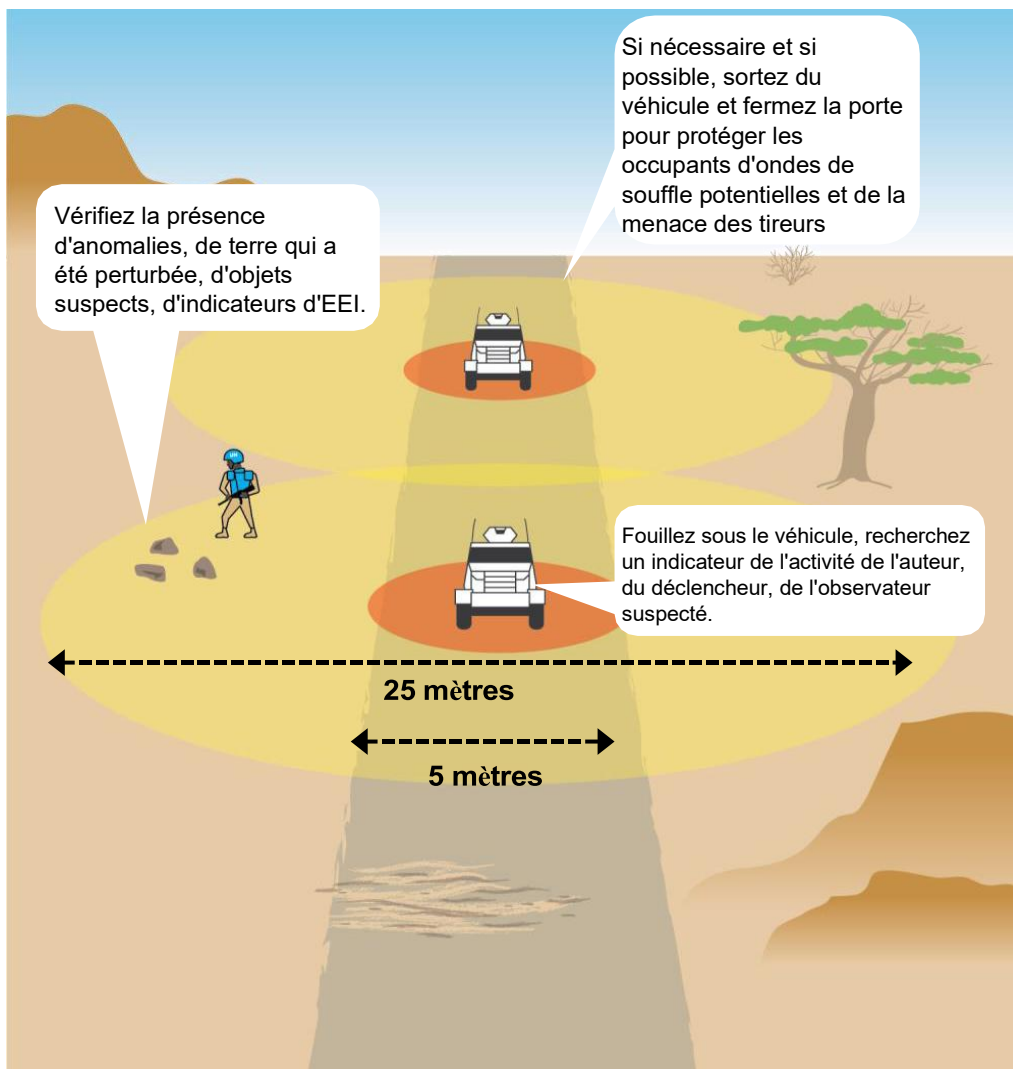 Si nécessaire et si
possible, sortez du
véhicule et fermez la porte
pour protéger les
occupants d'ondes de
souffle potentielles et de la
menace des tireurs
Vérifiez la présence
d'anomalies, de terre qui a
été perturbée, d'objets
suspects, d'indicateurs d'EEI.
UN
Fouillez sous le véhicule, recherchez
un indicateur de l'activité de l'auteur,
du déclencheur, de l'observateur
suspecté.
25 mètres
5 mètres